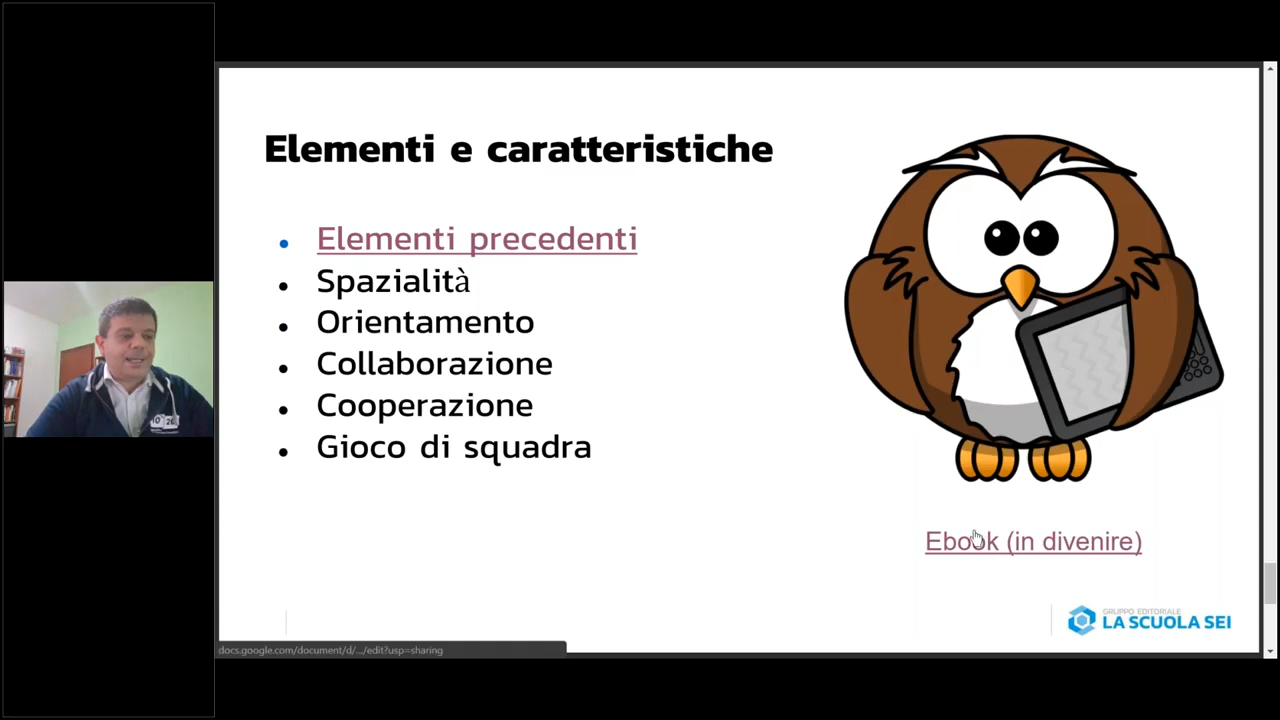 Elementi e caratteristiche
Elementi precedenti
Spazialità
Orientamento
Collaborazione
Cooperazione
Gioco di squadra
Ebook (in divenire)
GRUPPO EDITORIALE
LA SCUOLA SEI
docs.google.com/document/d/.../edit?usp=sharing